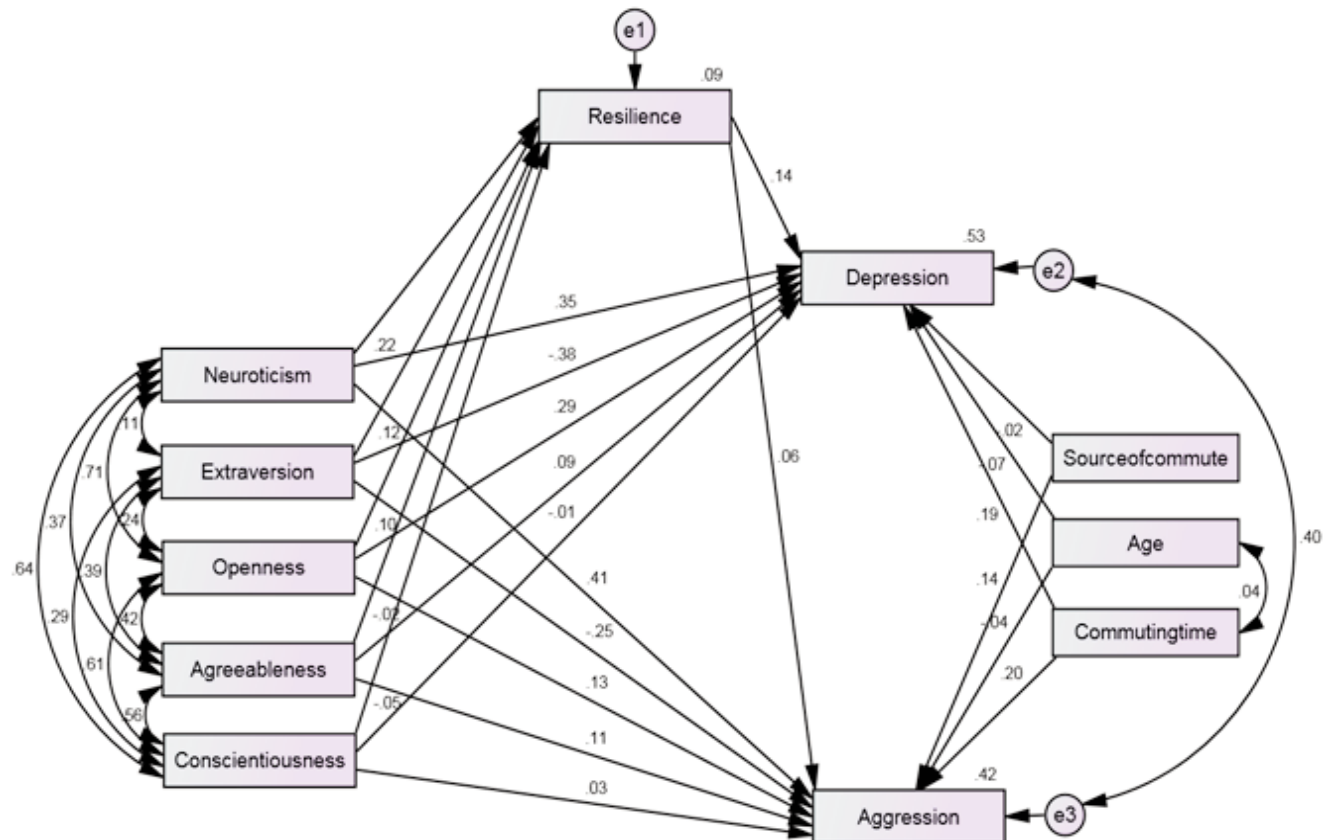 e1
.09
Resilience
.14
.53
Depression
e2
.35
.22
-.38
Neuroticism
.29
.11
.12
.06
-.02
Sourceofcommute
.09
-.07
.71
Extraversion
-.01
.19
.37
.24
.10
.40
.64
.39
Openness
.41
.14
Age
.04
.29
.42
-.02
-.25
-.04
Commutingtime
.61
Agreeableness
.13
.20
.56
-.05
.11
Conscientiousness
.03
.42
Aggression
e3